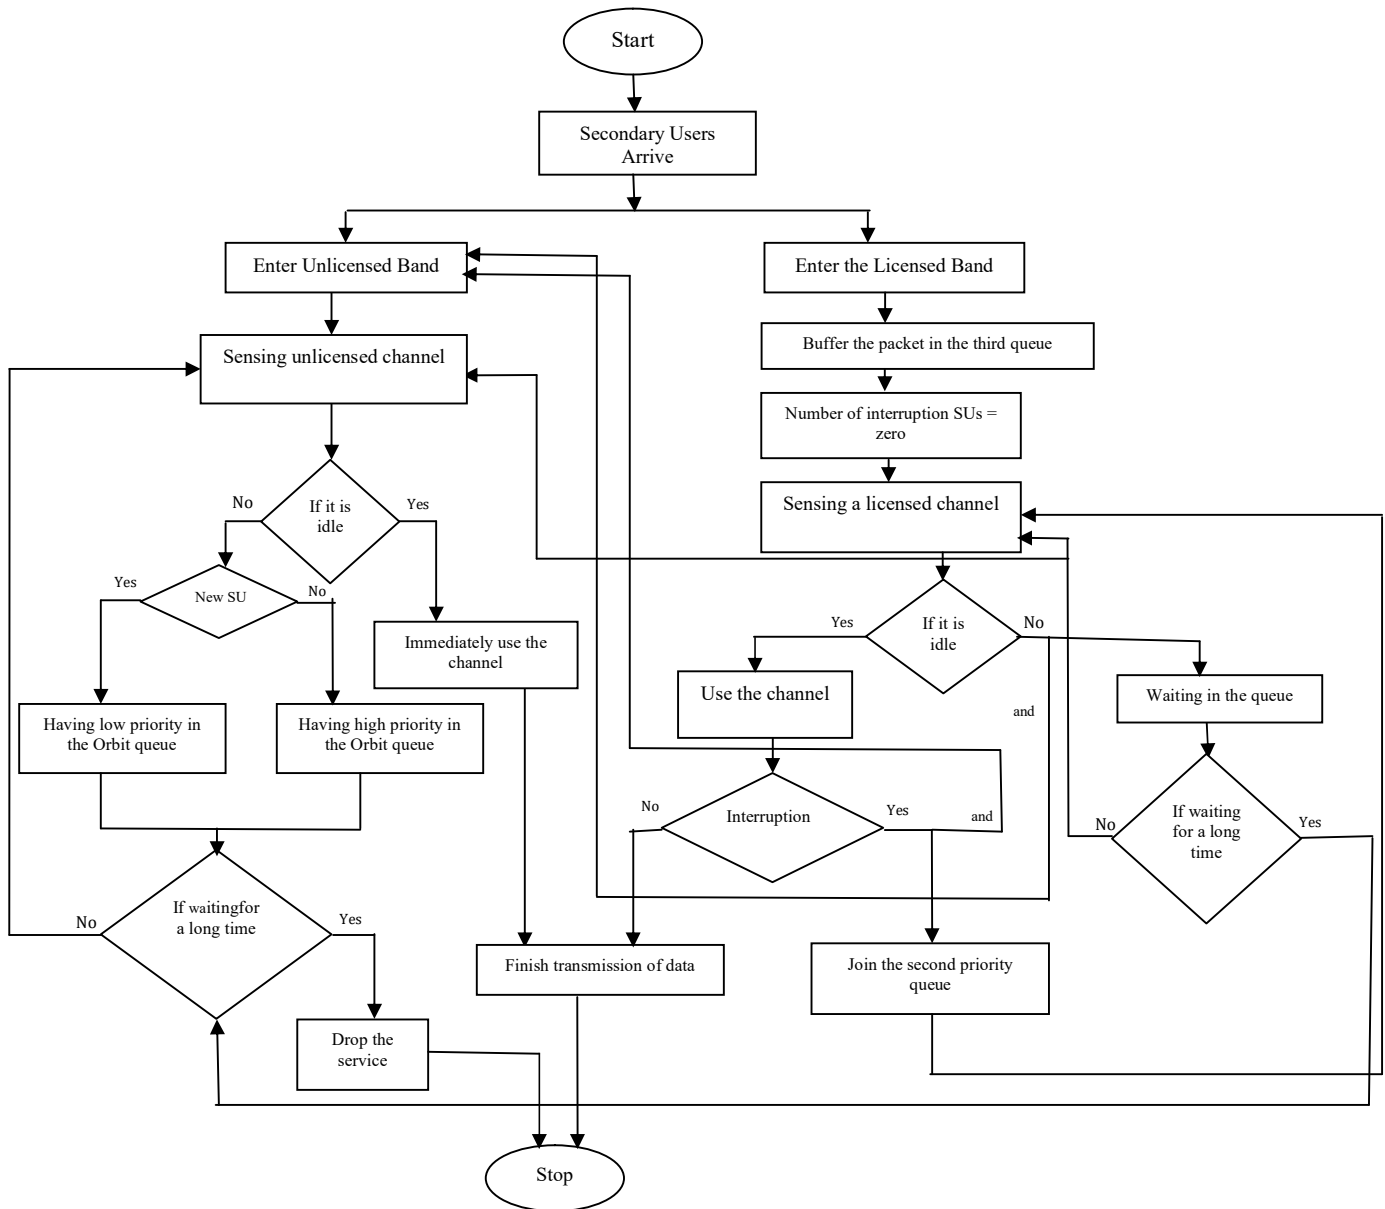 Start
Secondary Users
Arrive
Enter Unlicensed Band
Enter the Licensed Band
Sensing unlicensed channel
Buffer the packet in the third queue
Number of interruption SUs =
zero
Sensing a licensed channel
No
If it is
idle
Yes
Yes
New SU
No
Immediately use the
channel
Yes
If it is
idle
No
Use the channel
Waiting in the queue
and
Having low priority in
the Orbit queue
Having high priority in
the Orbit queue
No
Interruption
Yes
and
No
If waiting
for a long
time
Yes
No
If waitingfor
a long time
Yes
Finish transmission of data
Join the second priority
queue
Drop the
service
Stop